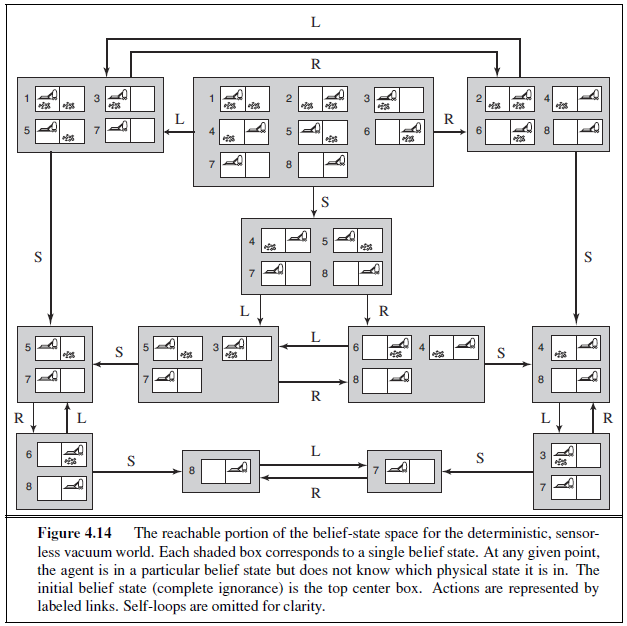 L
R
1 3 1 2 3 2 4
L R
5 7 4 5 6 6 8
7 8
S
4 5
S S
7 8
L R
5 S 5 3 L 6 4 S 4
7 7 R 8 8
R L L R
6 S 8 L 7 S 3
8 R 7
Figure 4.14 The reachable portion of the belief-state space for the deterministic, sensor-
less vacuum world. Each shaded box corresponds to a single belief state. At any given point,
the agent is in a particular belief state but does not know which physical state it is in. The
initial belief state (complete ignorance) is the top center box. Actions are represented by
labeled links. Self-loops are omitted for clarity.